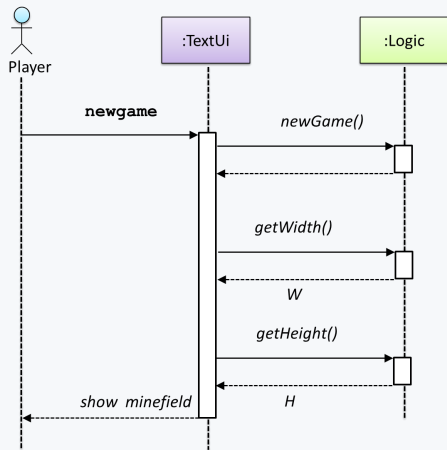 :TextUi
:Logic
Player
newgame
newGame()
getWidth()
W
getHeight()
show minefield
H